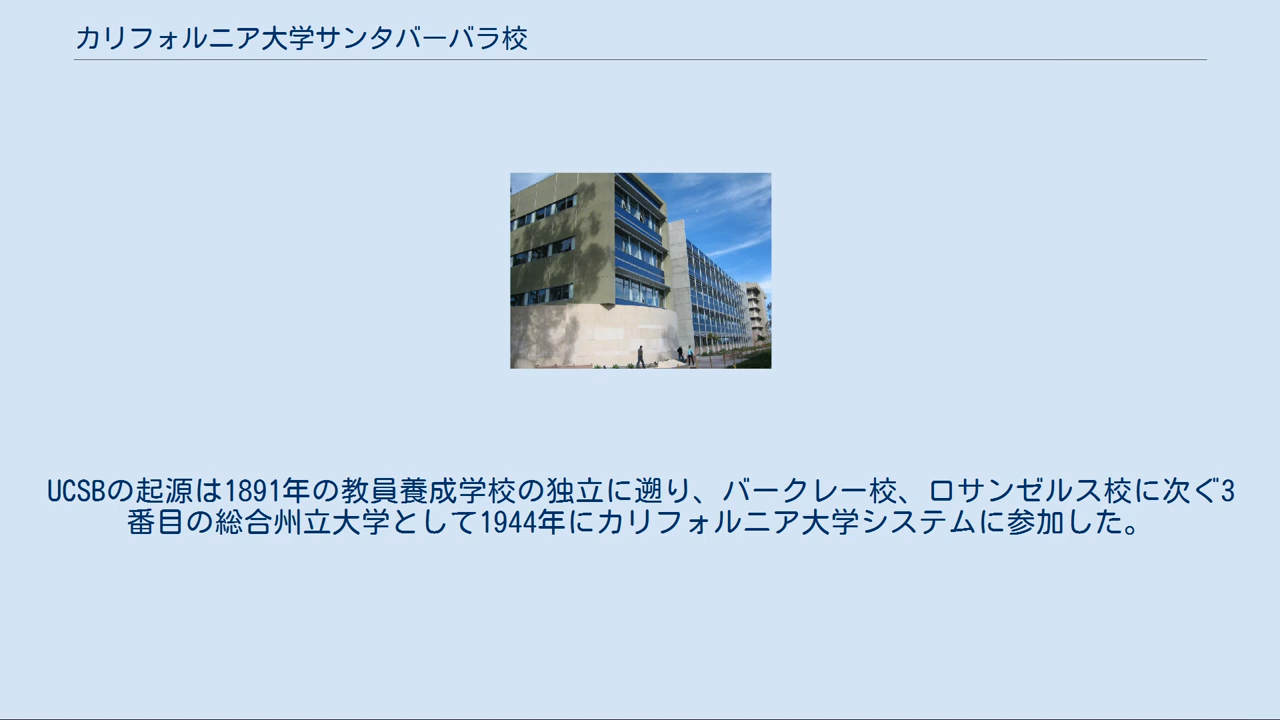 カリフォルニア大学サンタバーバラ校
UCSBの起源は1891年の教員養成学校の独立に遡り、バークレー校、ロサンゼルス校に次ぐ3
番目の総合州立大学として1944年にカリフォルニア大学システムに参加した。